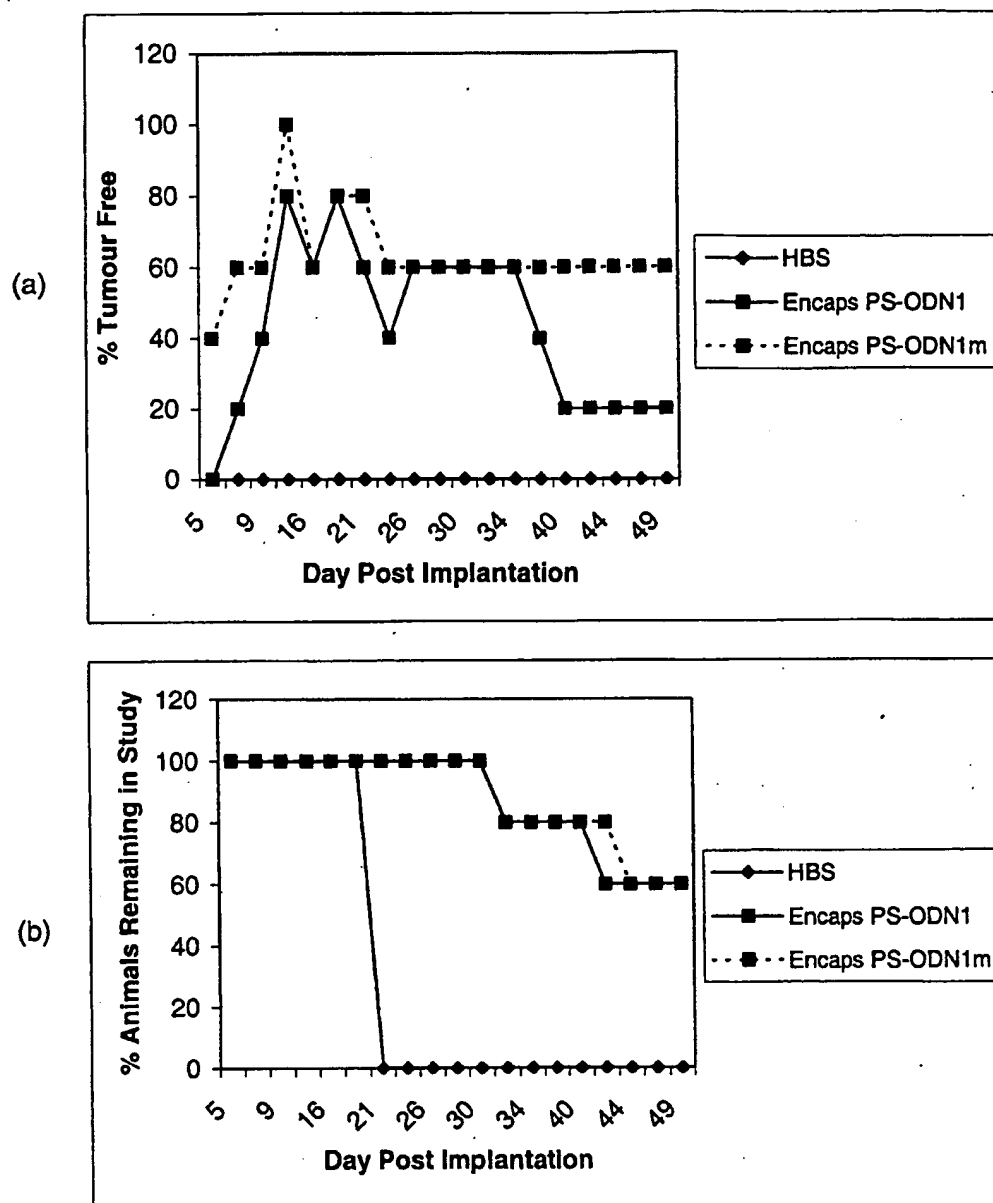 (a)
% Tumour Free
120
100
80
60
40
20
0
5
9
16
21
26
30
34
40
44
49
Day Post Implantation
HBS
Encaps PS-ODN1
Encaps PS-ODN1m
(b)
% Animals Remaining in Study
120
100
80
60
40
20
0
5
9
16
21
26
30
34
40
44
49
Day Post Implantation
HBS
Encaps PS-ODN1
Encaps PS-ODN1m